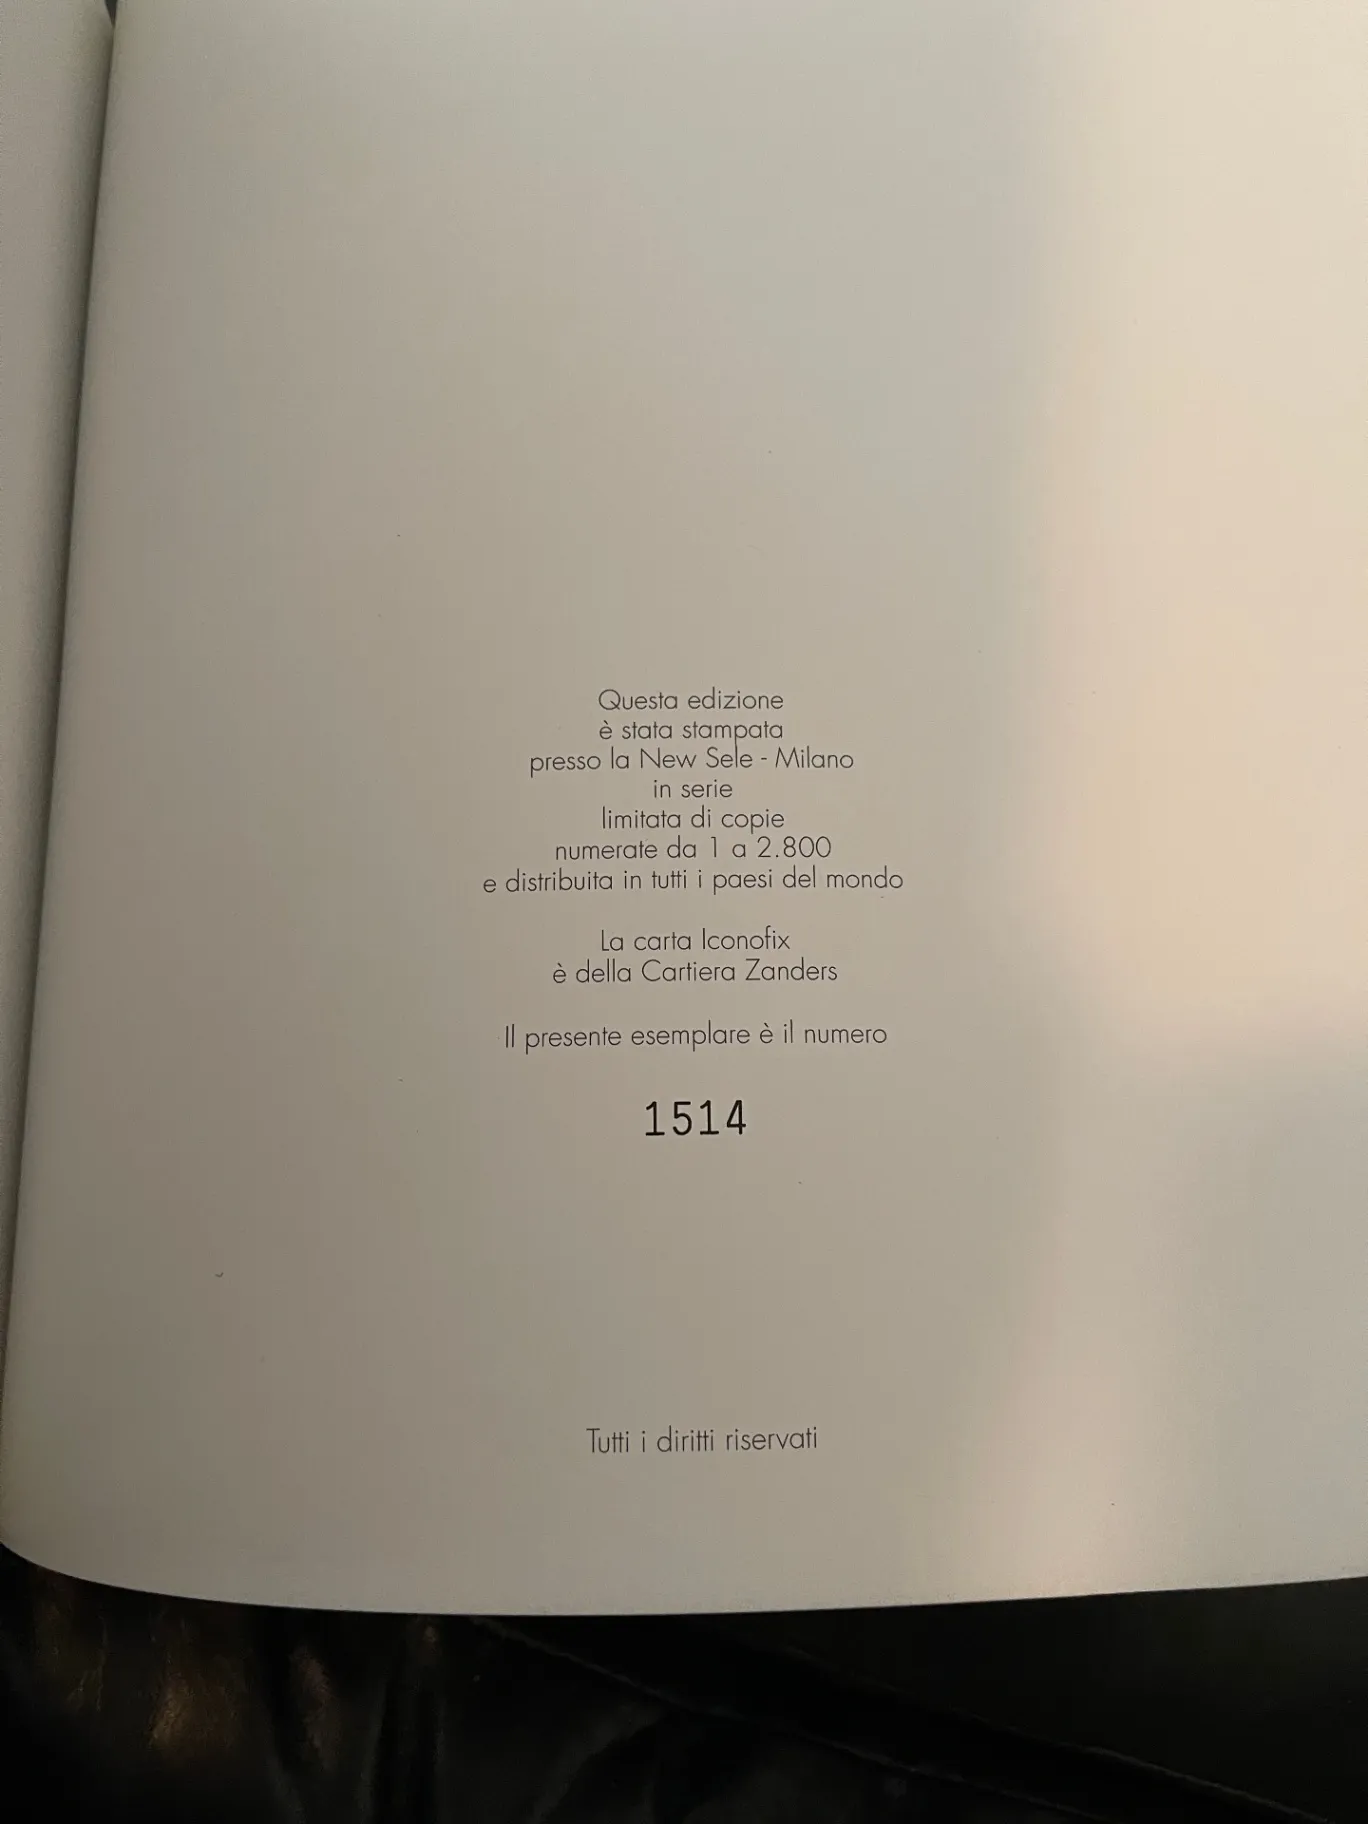 Questa edizione
è stata stampata
presso la New Sele - Milano
in serie
limitata di copie
numerate da 1 a 2.800
e distribuita in tutti i paesi del mondo
La carta Iconofix
è della Cartiera Zanders
Il presente esemplare è il numero
1514
Tutti i diritti riservati